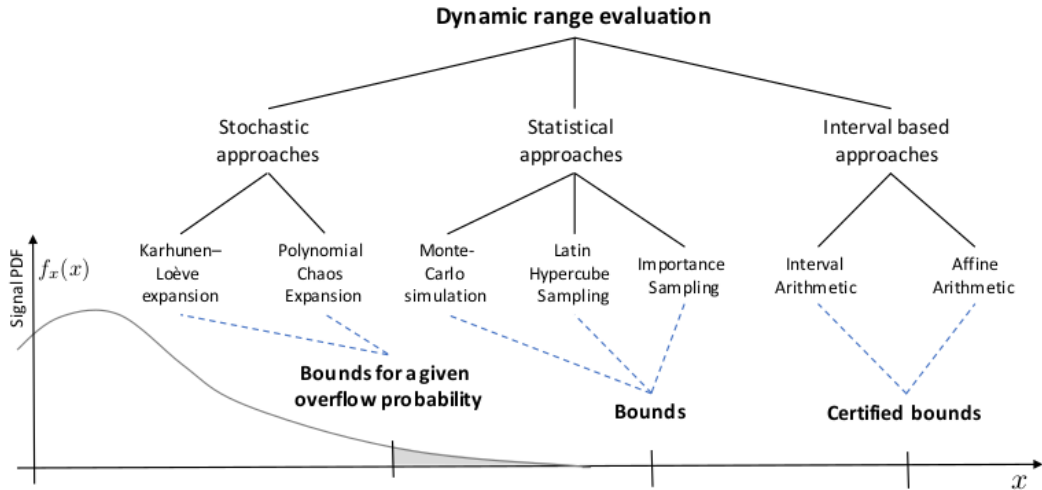 Dynamic range evaluation
Stochastic
approaches
Statistical
approaches
Interval based
approaches
Karhunen–
Loève
expansion
Polynomial
Chaos
Expansion
Monte-
Carlo
simulation
Latin
Hypercube
Sampling
Importance
Sampling
Interval
Arithmetic
Affine
Arithmetic
Signal PDF
f_x(x)
Bounds for a given
overflow probability
Bounds
Certified bounds
x